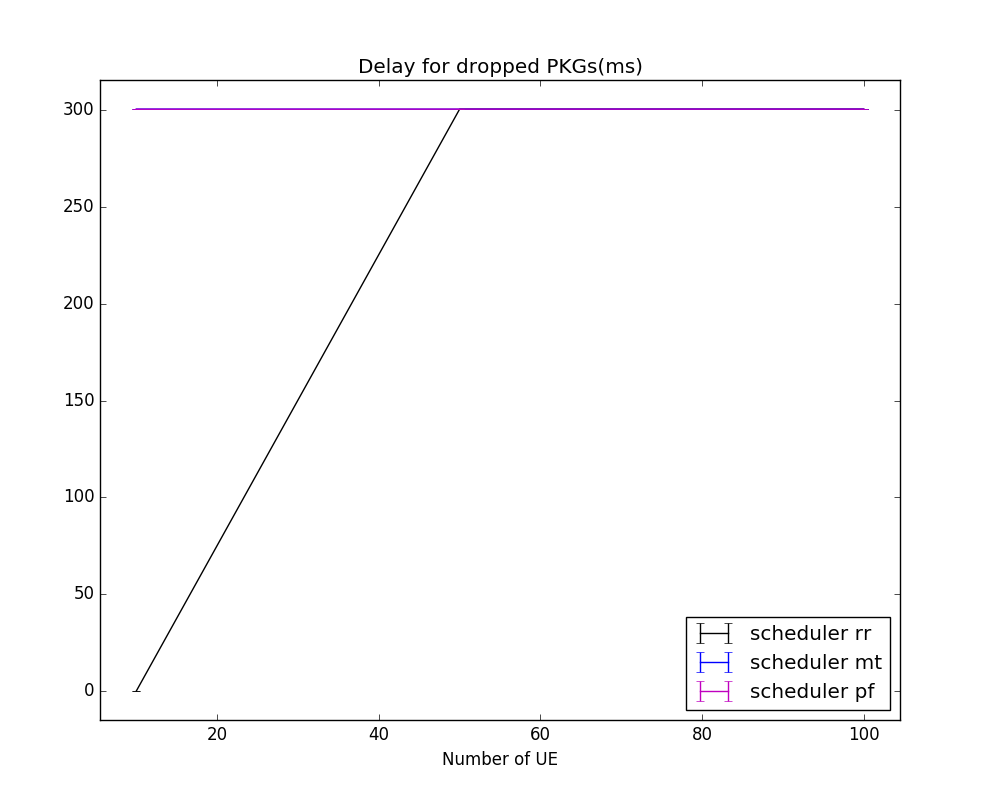 Delay for dropped PKGs(ms)
300
250
200
150
100
50
0
scheduler rr
scheduler mt
scheduler pf
20 40 60 80 100
Number of UE